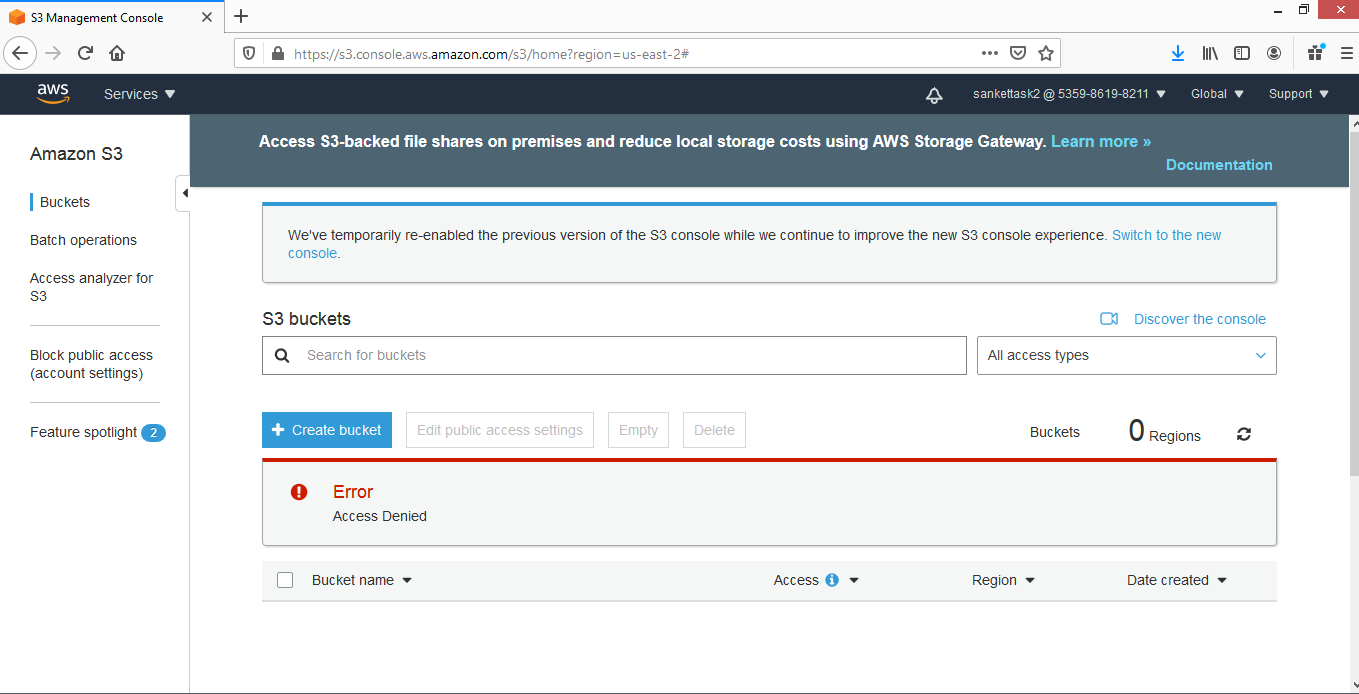 S3 Management Console
https://s3.console.aws.amazon.com/s3/home?region=us-east-2#
aws
Services
sankettask2 @ 5359-8619-8211
Global
Support
Amazon S3
Buckets
Batch operations
Access analyzer for
S3
Block public access
(account settings)
Feature spotlight 2
Access S3-backed file shares on premises and reduce local storage costs using AWS Storage Gateway. Learn more »
Documentation
We've temporarily re-enabled the previous version of the S3 console while we continue to improve the new S3 console experience. Switch to the new
console.
S3 buckets
Discover the console
Search for buckets
All access types
Create bucket
Edit public access settings
Empty
Delete
Buckets
0 Regions
Error
Access Denied
Bucket name
Access
Region
Date created